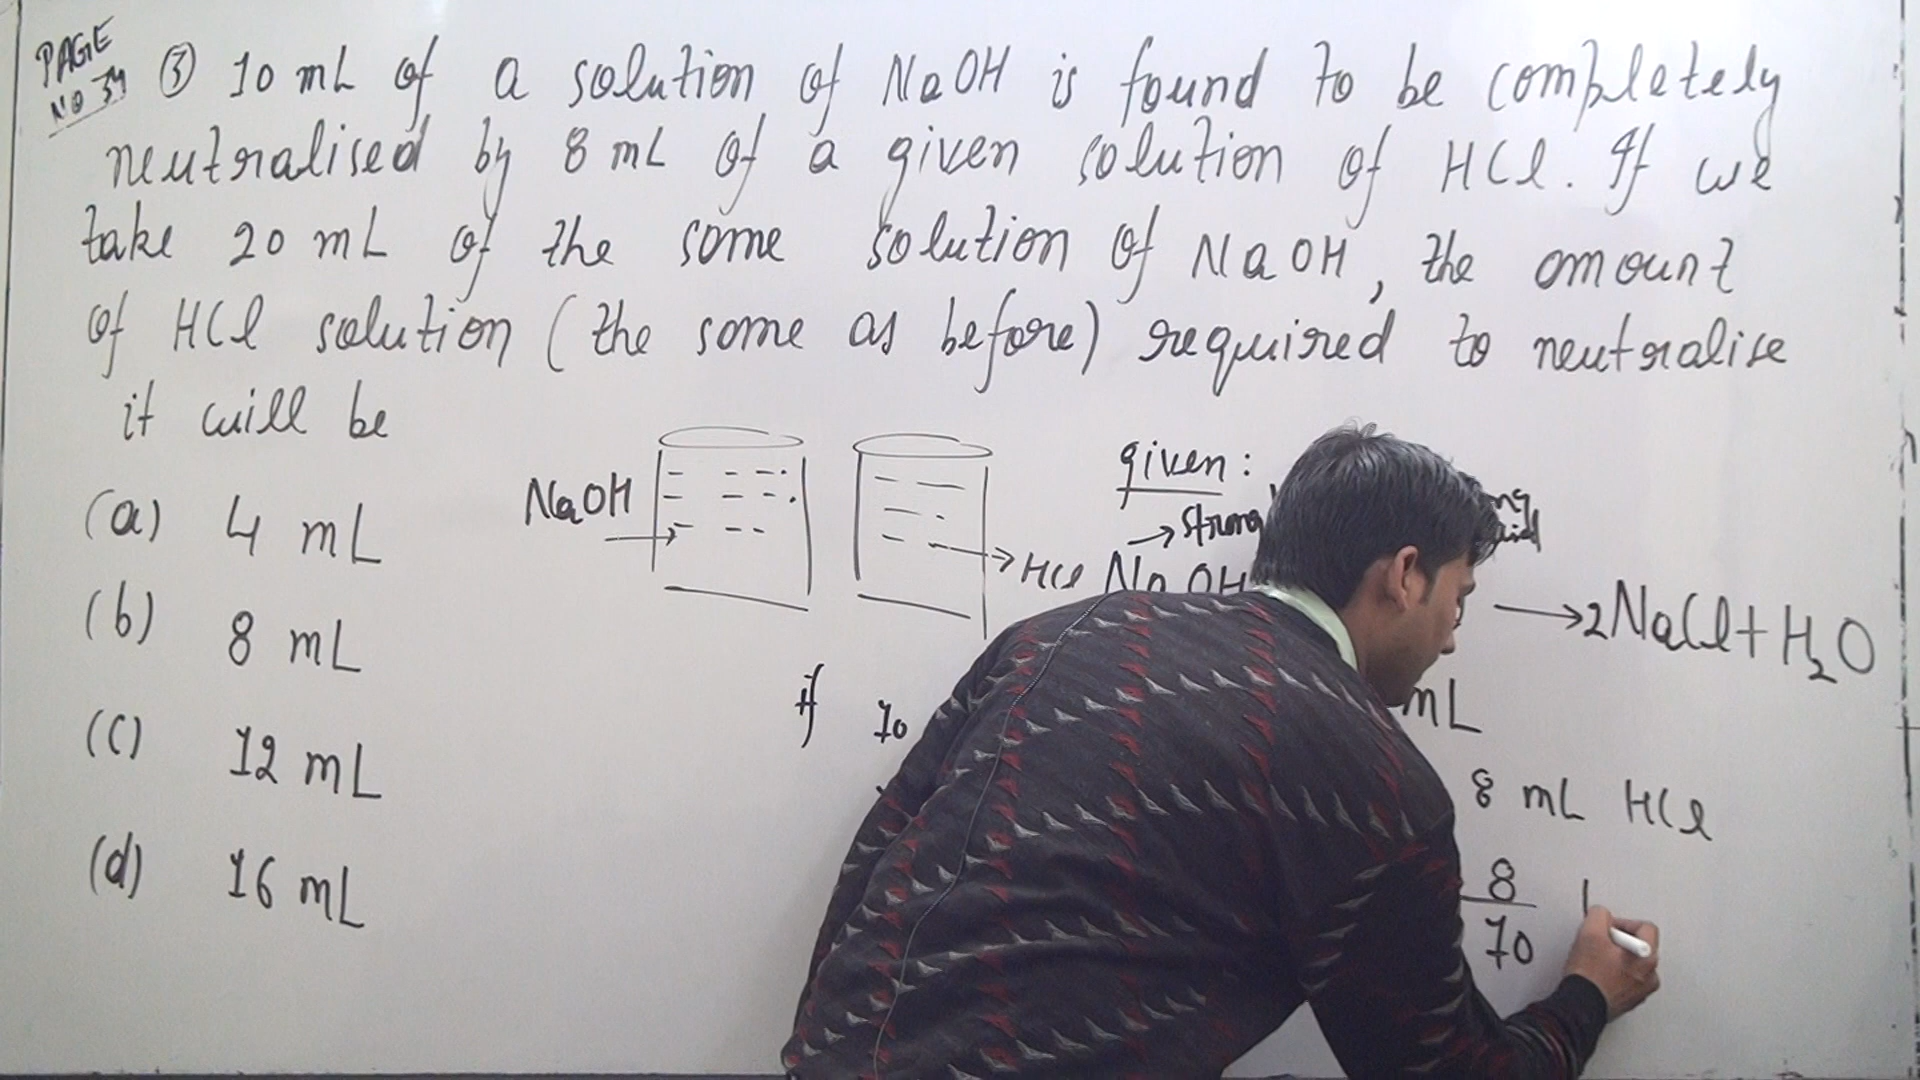 PAGE
NO 34
③ 10 mL of a solution of NaOH is found to be completely
neutralised by 8 mL of a given solution of HCl. If we
take 20 mL of the same solution of NaOH, the amount
of HCl solution (the same as before) required to neutralise
it will be
(a) 4 mL
(b) 8 mL
(c) 12 mL
(d) 16 mL
NaOH
HCl
given:
→ strong
NaOH → 2NaCl + H2O
if 10 mL
8 mL HCl
8
10